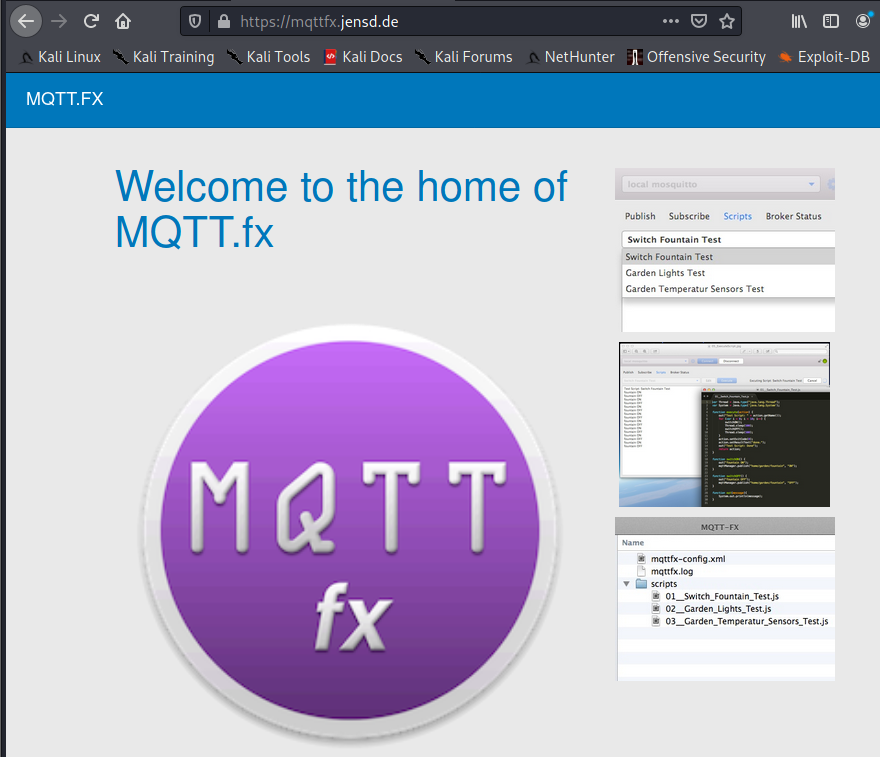 https://mqttfx.jensd.de
Kali Linux
Kali Training
Kali Tools
Kali Docs
Kali Forums
NetHunter
Offensive Security
Exploit-DB
MQTT.FX
Welcome to the home of
MQTT.fx
MQTT
fx
local mosquitto
Publish Subscribe Scripts Broker Status
Switch Fountain Test
Switch Fountain Test
Garden Lights Test
Garden Temperatur Sensors Test
MQTT-FX
Name
mqttfx-config.xml
mqttfx.log
scripts
01__Switch_Fountain_Test.js
02__Garden_Lights_Test.js
03__Garden_Temperatur_Sensors_Test.js